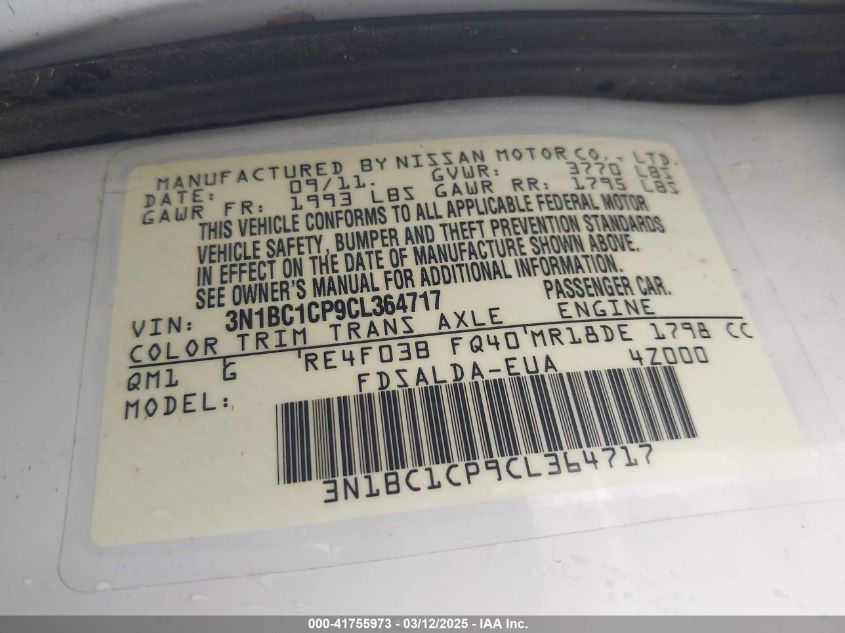 MANUFACTURED BY NISSAN MOTOR CO., LTD.
DATE: 09/11. GVWR: 3770 LBS
GAWR FR: 1993 LBS GAWR RR: 1795 LBS
THIS VEHICLE CONFORMS TO ALL APPLICABLE FEDERAL MOTOR
VEHICLE SAFETY, BUMPER AND THEFT PREVENTION STANDARDS
IN EFFECT ON THE DATE OF MANUFACTURE SHOWN ABOVE.
SEE OWNER'S MANUAL FOR ADDITIONAL INFORMATION.
VIN: 3N1BC1CP9CL364717 PASSENGER CAR.
COLOR TRIM TRANS AXLE ENGINE
QM1 G RE4F03B FQ40 MR18DE 1798 CC
MODEL: FDSALDA-EUA 4Z000
3N1BC1CP9CL364717
000-41755973 - 03/12/2025 - IAA Inc.